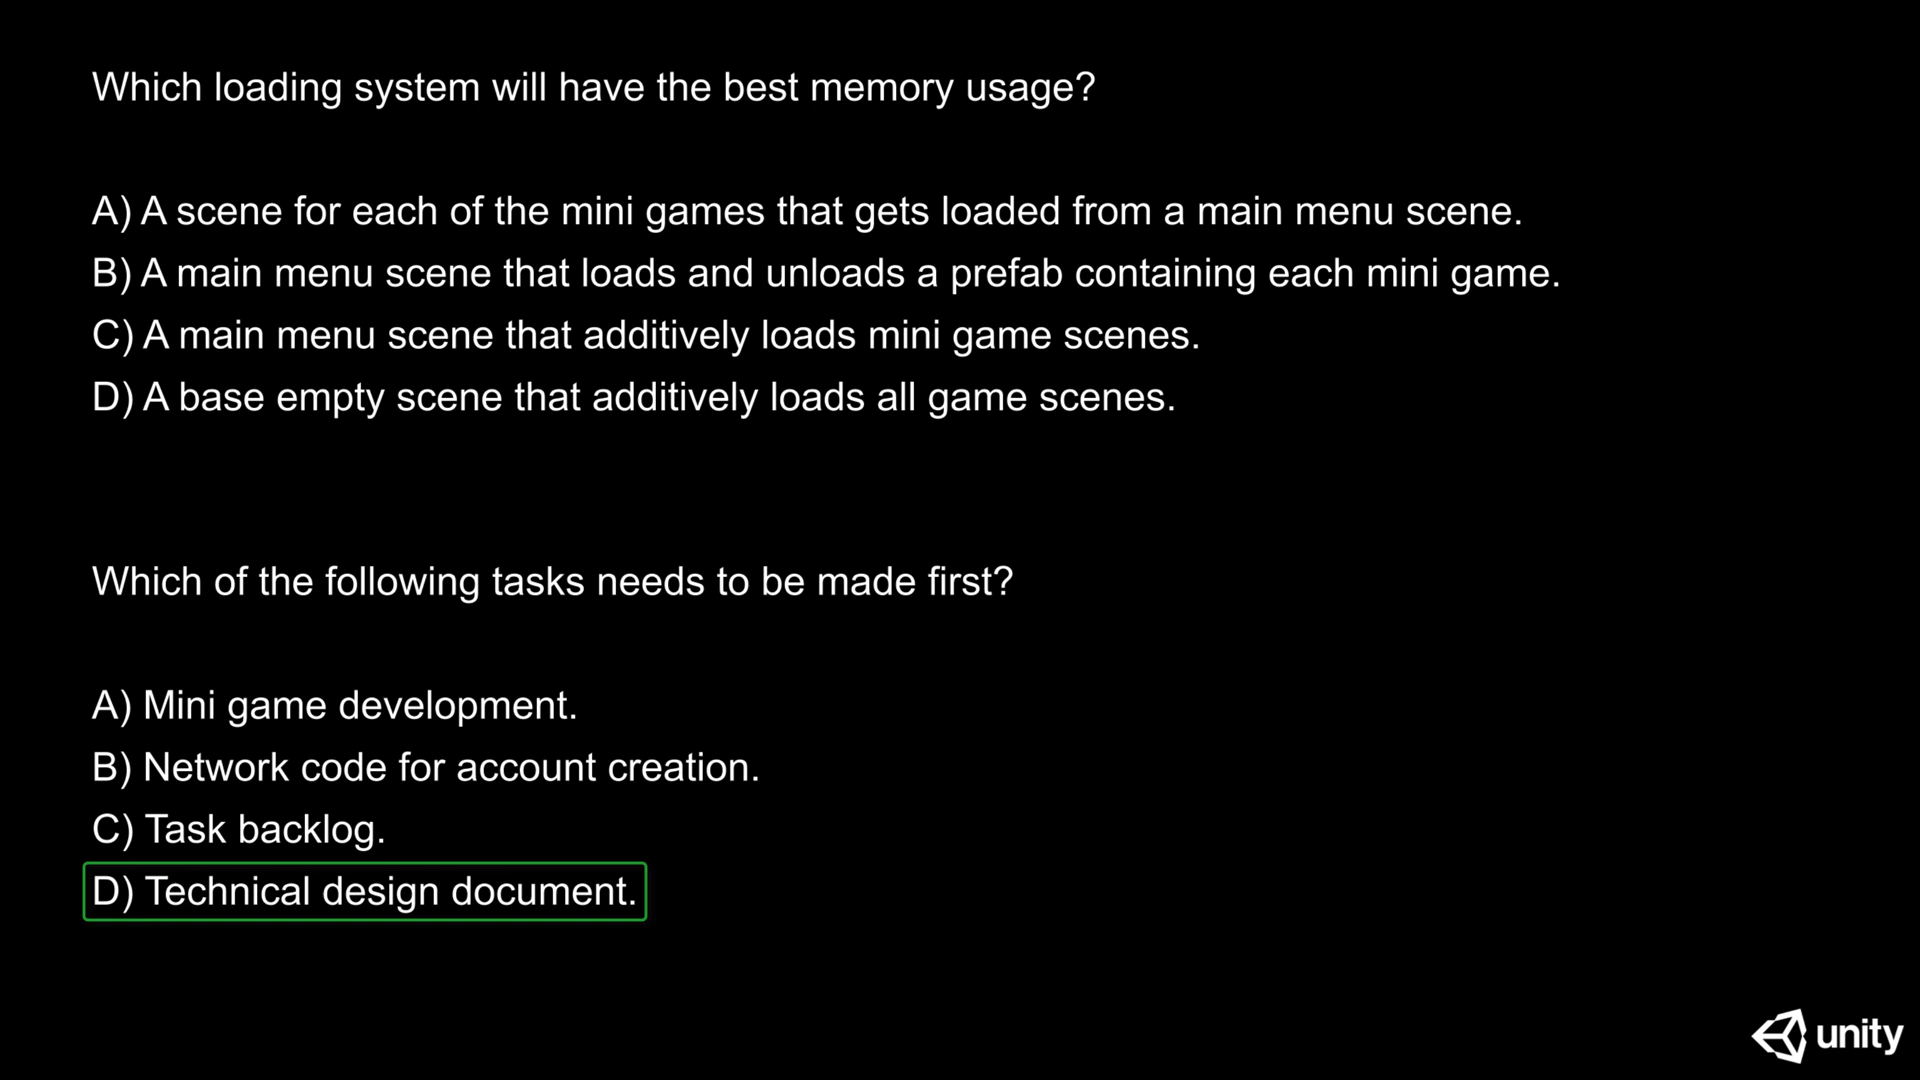 Which loading system will have the best memory usage?
A) A scene for each of the mini games that gets loaded from a main menu scene.
B) A main menu scene that loads and unloads a prefab containing each mini game.
C) A main menu scene that additively loads mini game scenes.
D) A base empty scene that additively loads all game scenes.
Which of the following tasks needs to be made first?
A) Mini game development.
B) Network code for account creation.
C) Task backlog.
D) Technical design document.
unity